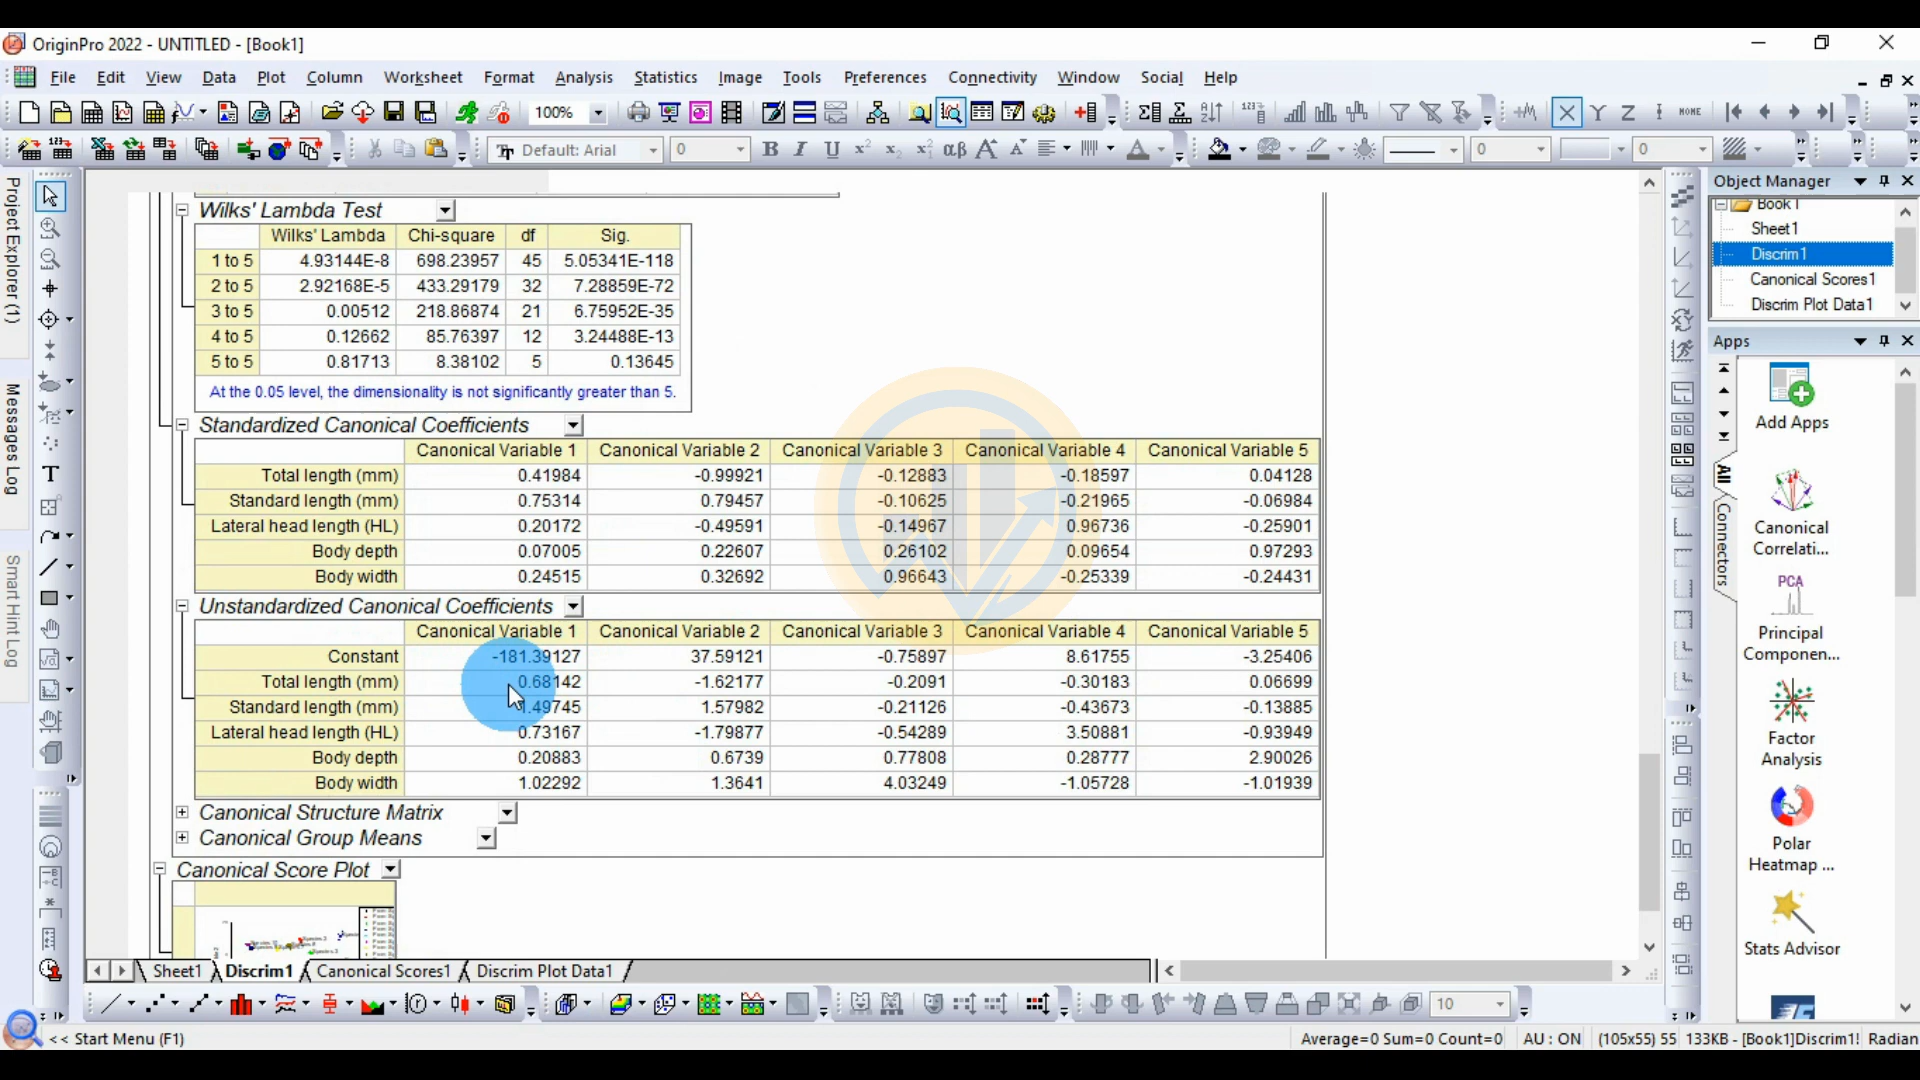 OriginPro 2022 - UNTITLED - [Book1]
File Edit View Data Plot Column Worksheet Format Analysis Statistics Image Tools Preferences Connectivity Window Social Help
100%
X Y Z NONE
Default: Arial 0 B I U 0 0
Project Explorer (1)
Messages Log
Smart Hint Log
Wilks' Lambda Test
Wilks' Lambda Chi-square df Sig.
1 to 5 4.93144E-8 698.23957 45 5.05341E-118
2 to 5 2.92168E-5 433.29179 32 7.28859E-72
3 to 5 0.00512 218.86874 21 6.75952E-35
4 to 5 0.12662 85.76397 12 3.24488E-13
5 to 5 0.81713 8.38102 5 0.13645
At the 0.05 level, the dimensionality is not significantly greater than 5.
Standardized Canonical Coefficients
Canonical Variable 1 Canonical Variable 2 Canonical Variable 3 Canonical Variable 4 Canonical Variable 5
Total length (mm) 0.41984 -0.99921 -0.12883 -0.18597 0.04128
Standard length (mm) 0.75314 0.79457 -0.10625 -0.21965 -0.06984
Lateral head length (HL) 0.20172 -0.49591 -0.14967 0.96736 -0.25901
Body depth 0.07005 0.22607 0.26102 0.09654 0.97293
Body width 0.24515 0.32692 0.96643 -0.25339 -0.24431
Unstandardized Canonical Coefficients
Canonical Variable 1 Canonical Variable 2 Canonical Variable 3 Canonical Variable 4 Canonical Variable 5
Constant -181.39127 37.59121 -0.75897 8.61755 -3.25406
Total length (mm) 0.68142 -1.62177 -0.2091 -0.30183 0.06699
Standard length (mm) 1.49745 1.57982 -0.21126 -0.43673 -0.13885
Lateral head length (HL) 0.73167 -1.79877 -0.54289 3.50881 -0.93949
Body depth 0.20883 0.6739 0.77808 0.28777 2.90026
Body width 1.02292 1.3641 4.03249 -1.05728 -1.01939
Canonical Structure Matrix
Canonical Group Means
Canonical Score Plot
Sheet1 Discrim1 Canonical Scores1 Discrim Plot Data1
Object Manager
Book1
Sheet1
Discrim1
Canonical Scores1
Discrim Plot Data1
Apps
All
Connectors
Add Apps
Canonical
Correlati...
PCA
Principal
Componen...
Factor
Analysis
Polar
Heatmap ...
Stats Advisor
10
<< Start Menu (F1)
Average=0 Sum=0 Count=0 AU : ON (105x55) 55 133KB - [Book1]Discrim1! Radian